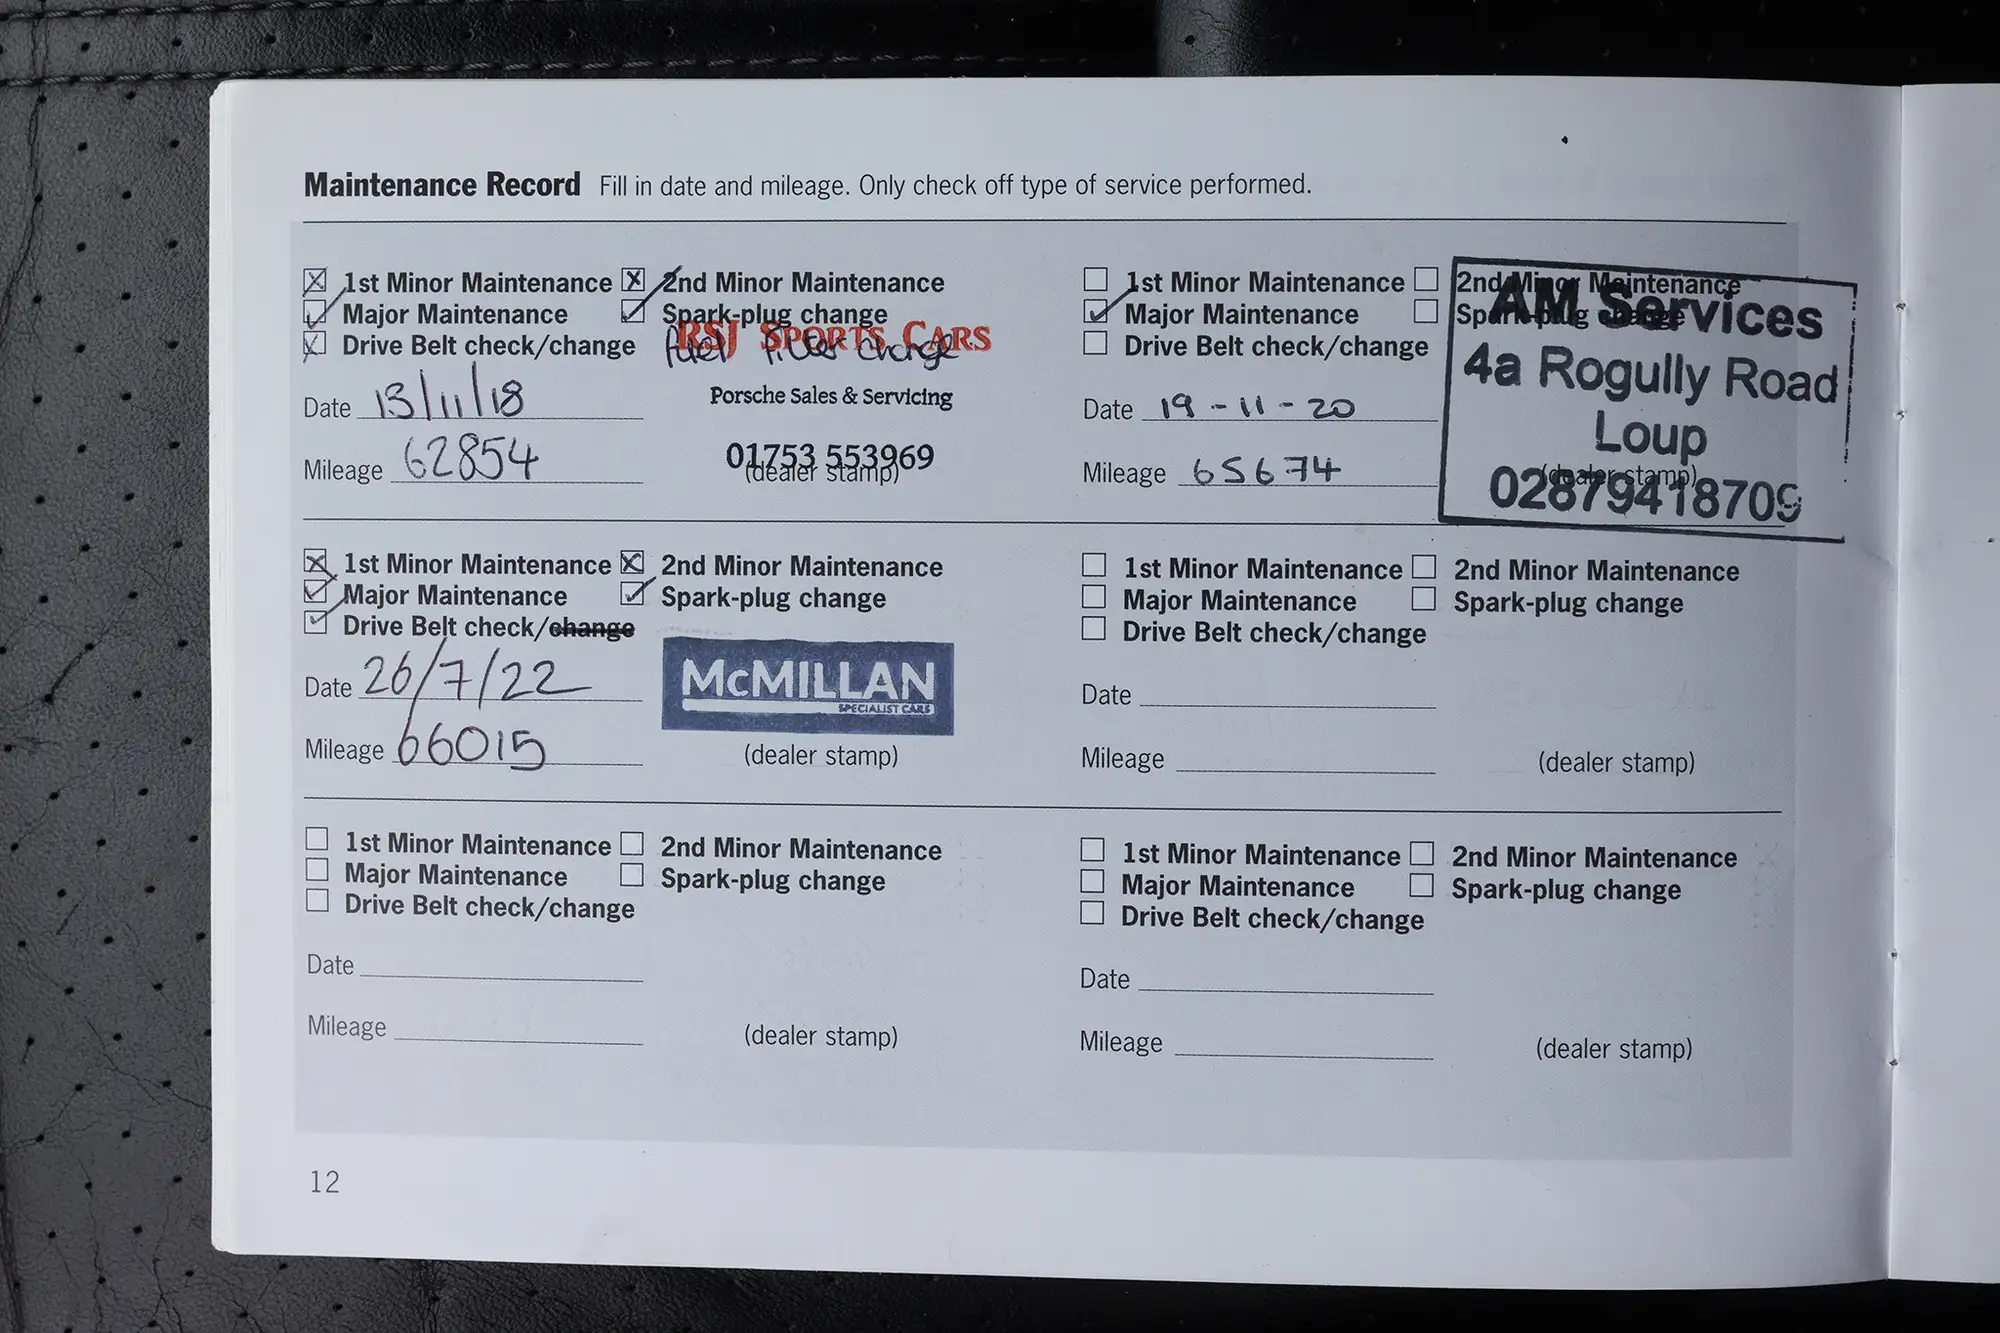 Maintenance Record Fill in date and mileage. Only check off type of service performed.
1st Minor Maintenance 2nd Minor Maintenance
Major Maintenance Spark-plug change
RSJ SPORTS CARS
Fuel Filter change
Drive Belt check/change
Porsche Sales & Servicing
Date 13/11/18
01753 553969
Mileage 62854
(dealer stamp)
1st Minor Maintenance 2nd Minor Maintenance
Major Maintenance Spark-plug change
Drive Belt check/change
AM Services
4a Rogully Road
Loup
02879418709
Date 19-11-20
Mileage 65674
(dealer stamp)
1st Minor Maintenance 2nd Minor Maintenance
Major Maintenance Spark-plug change
Drive Belt check/change
McMILLAN
SPECIALIST CARS
Date 26/7/22
Mileage 66015
(dealer stamp)
1st Minor Maintenance 2nd Minor Maintenance
Major Maintenance Spark-plug change
Drive Belt check/change
Date
Mileage
(dealer stamp)
1st Minor Maintenance 2nd Minor Maintenance
Major Maintenance Spark-plug change
Drive Belt check/change
Date
Mileage
(dealer stamp)
1st Minor Maintenance 2nd Minor Maintenance
Major Maintenance Spark-plug change
Drive Belt check/change
Date
Mileage
(dealer stamp)
12